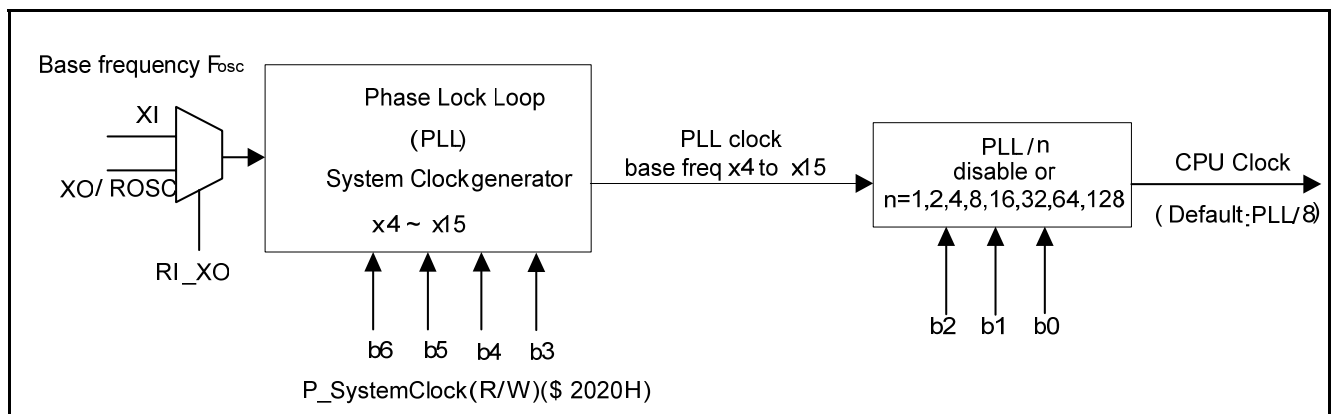 Base frequency Fosc
XI
XO/ ROSC
RI_XO
Phase Lock Loop
(PLL)
System Clock generator
x4 ~ x15
b6 b5 b4 b3
P_SystemClock(R/W)($ 2020H)
PLL clock
base freq x4 to x15
PLL/n
disable or
n=1,2,4,8,16,32,64,128
b2 b1 b0
CPU Clock
(Default:PLL/8)